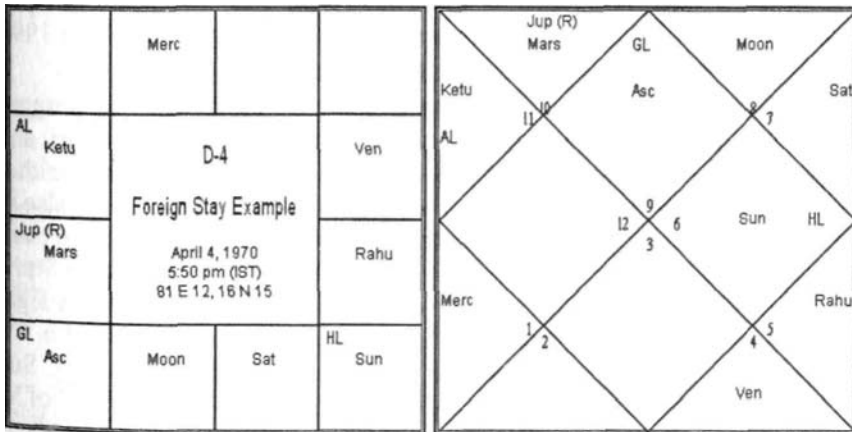 Merc
AL
Ketu
D-4
Ven
Foreign Stay Example
Jup (R)
Mars
April 4, 1970
5:50 pm (IST)
81 E 12, 16 N 15
Rahu
GL
Asc
Moon
Sat
HL
Sun
Jup (R)
Mars
GL
Moon
Ketu
Asc
Sat
10
8
11
7
AL
9
12
6
Sun
HL
3
Merc
Rahu
1
5
2
4
Ven